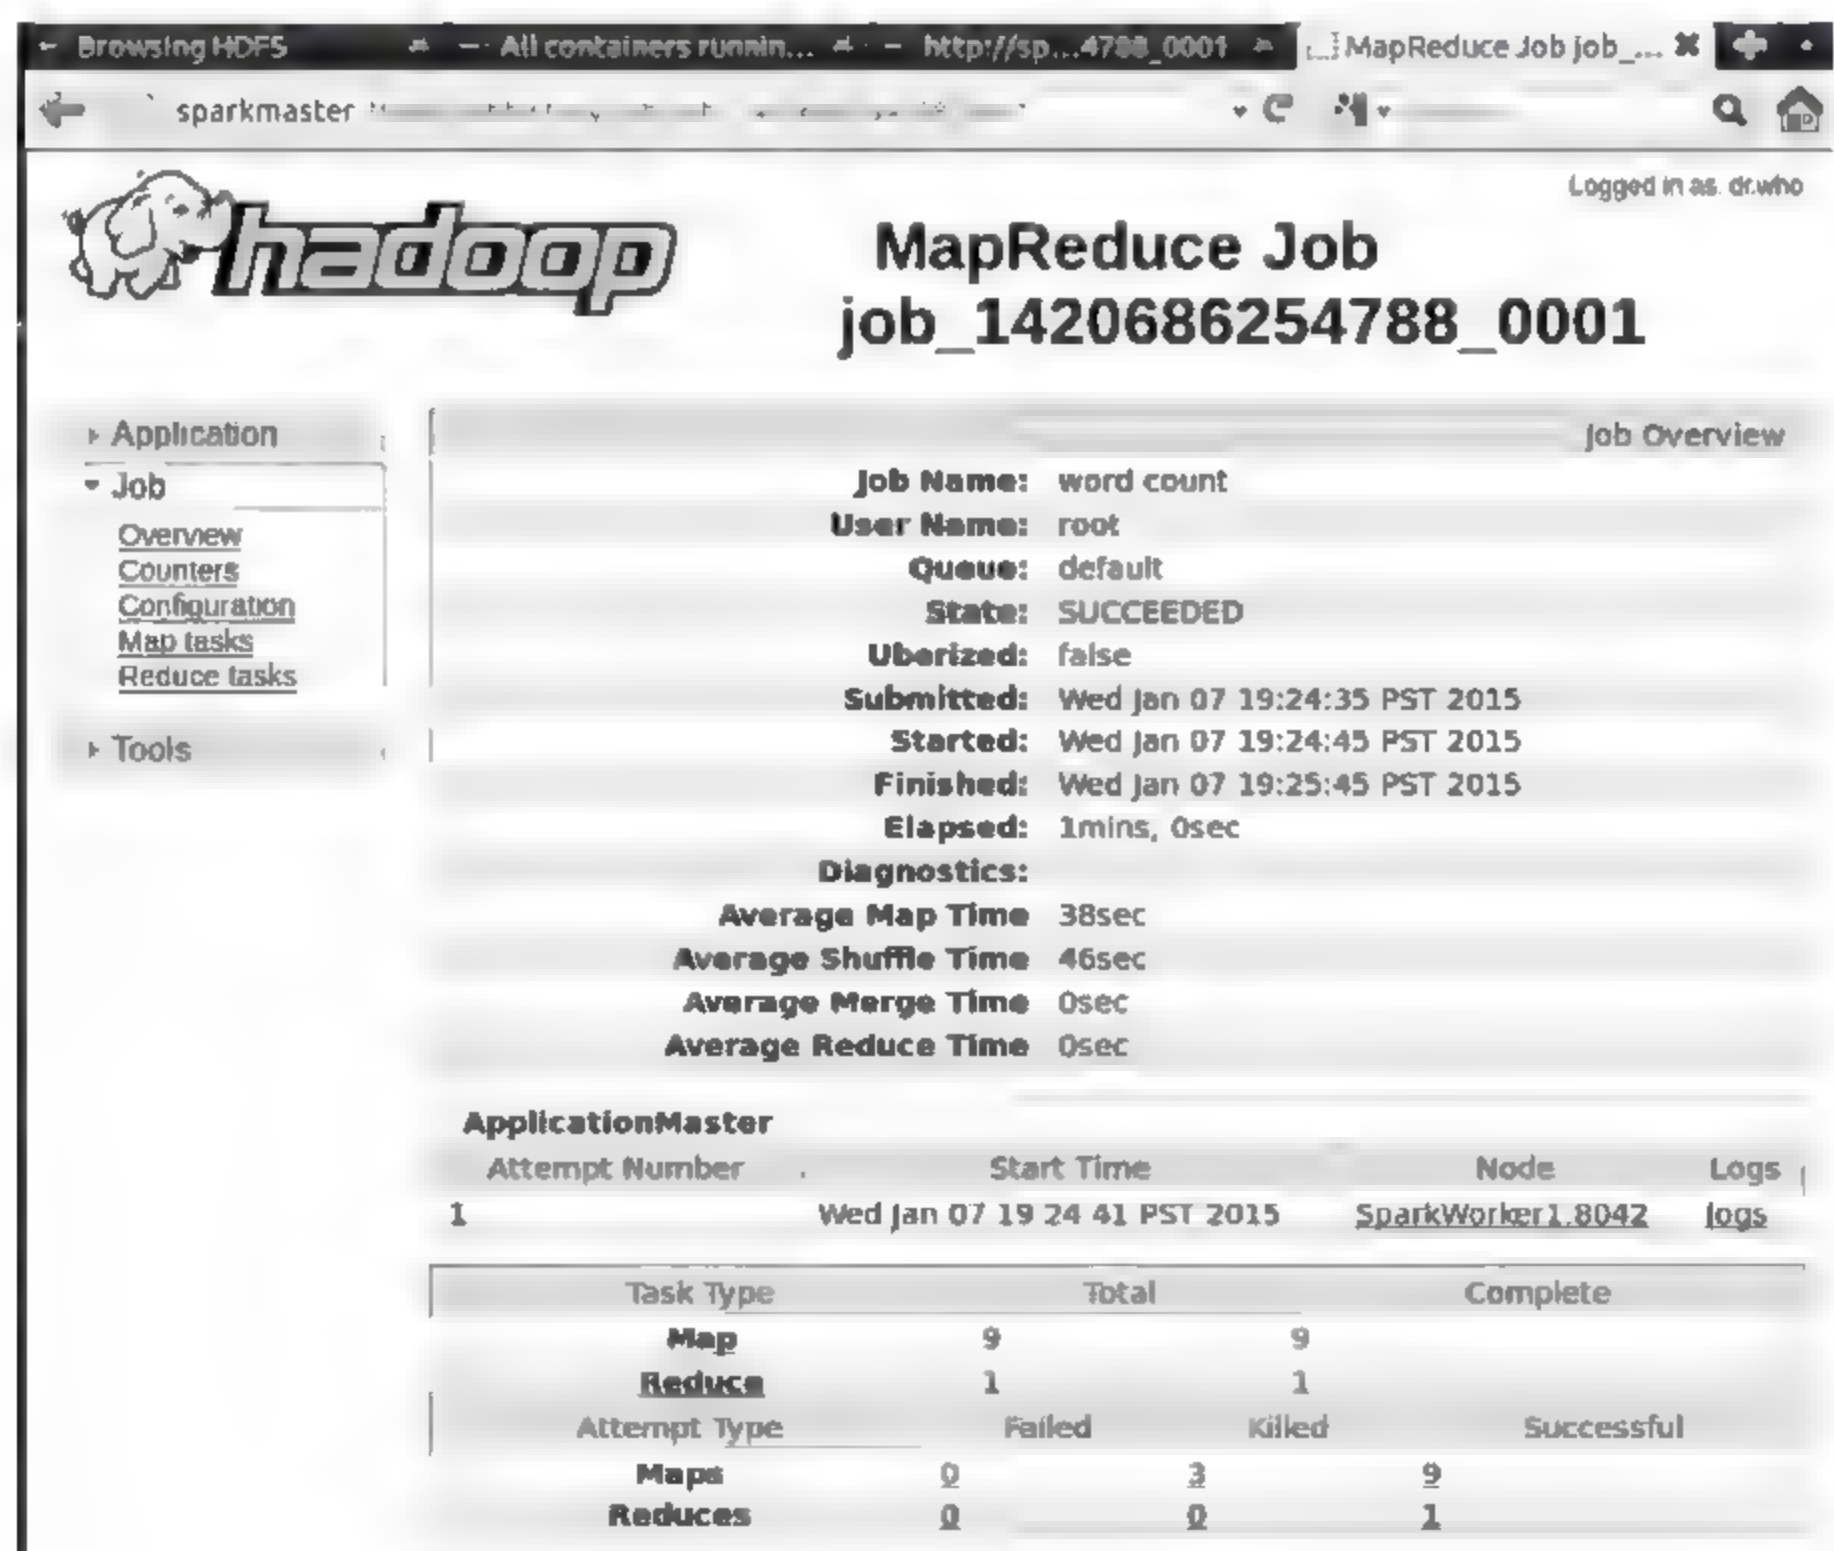 Browsing HDFS All containers runnin... http://sp...4788_0001 MapReduce Job job_...
sparkmaster
Logged in as: dr.who
hadoop
MapReduce Job
job_1420686254788_0001
Application
Job
Overview
Counters
Configuration
Map tasks
Reduce tasks
Tools
Job Overview
Job Name: word count
User Name: root
Queue: default
State: SUCCEEDED
Uberized: false
Submitted: Wed Jan 07 19:24:35 PST 2015
Started: Wed Jan 07 19:24:45 PST 2015
Finished: Wed Jan 07 19:25:45 PST 2015
Elapsed: 1mins, 0sec
Diagnostics:
Average Map Time 38sec
Average Shuffle Time 46sec
Average Merge Time 0sec
Average Reduce Time 0sec
ApplicationMaster
Attempt Number Start Time Node Logs
1 Wed Jan 07 19 24 41 PST 2015 SparkWorker1.8042 logs
Task Type Total Complete
Map 9 9
Reduce 1 1
Attempt Type Failed Killed Successful
Maps 0 3 9
Reduces 0 0 1